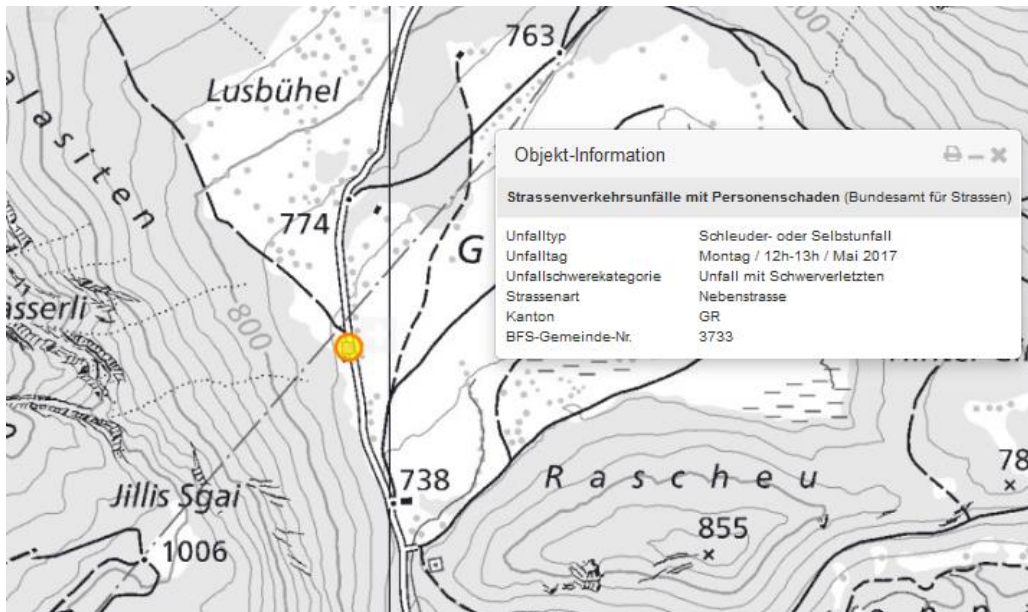 763
Lusbühel
alasiten
774
G
Objekt-Information
Strassenverkehrsunfälle mit Personenschaden (Bundesamt für Strassen)
Unfalltyp Schleuder- oder Selbstunfall
Unfalltag Montag / 12h-13h / Mai 2017
Unfallschwerekategorie Unfall mit Schwerverletzten
Strassenart Nebenstrasse
Kanton GR
BFS-Gemeinde-Nr. 3733
800
ässerli
738
Rascheu
78
Jillis Sgai
1006
855